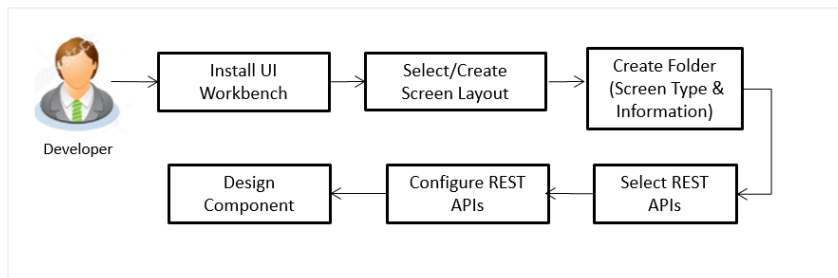 Install UI
Workbench
Select/Create
Screen Layout
Create Folder
(Screen Type &
Information)
Developer
Select REST
APIs
Configure REST
APIs
Design
Component